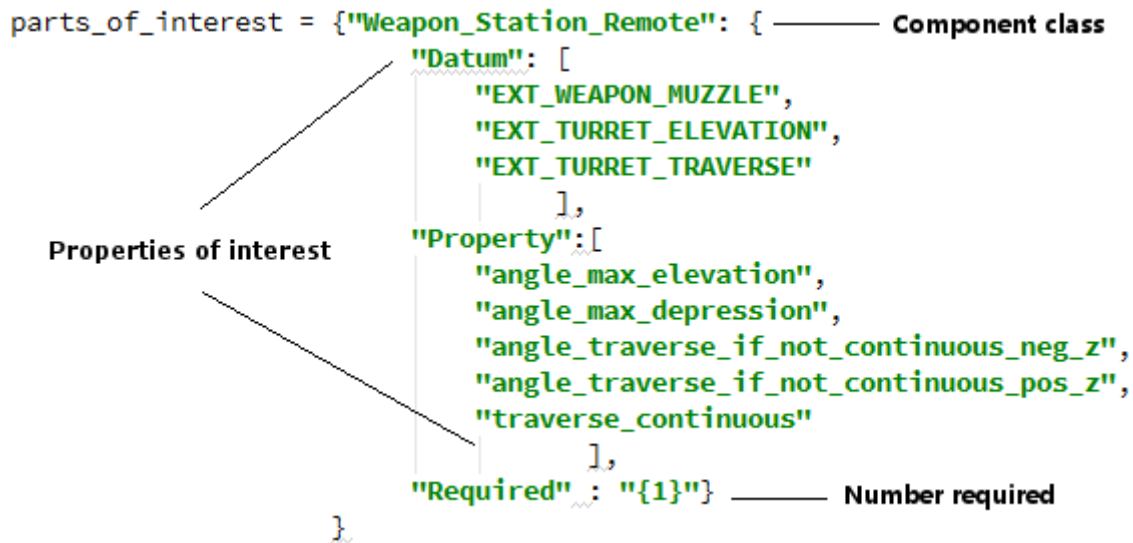 parts_of_interest = {"Weapon_Station_Remote": { Component class
"Datum": [
"EXT_WEAPON_MUZZLE",
"EXT_TURRET_ELEVATION",
"EXT_TURRET_TRAVERSE"
],
"Property":[
Properties of interest
"angle_max_elevation",
"angle_max_depression",
"angle_traverse_if_not_continuous_neg_z",
"angle_traverse_if_not_continuous_pos_z",
"traverse_continuous"
],
"Required" : "{1}"} Number required
}